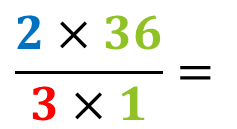 2 × 36
3 × 1 =